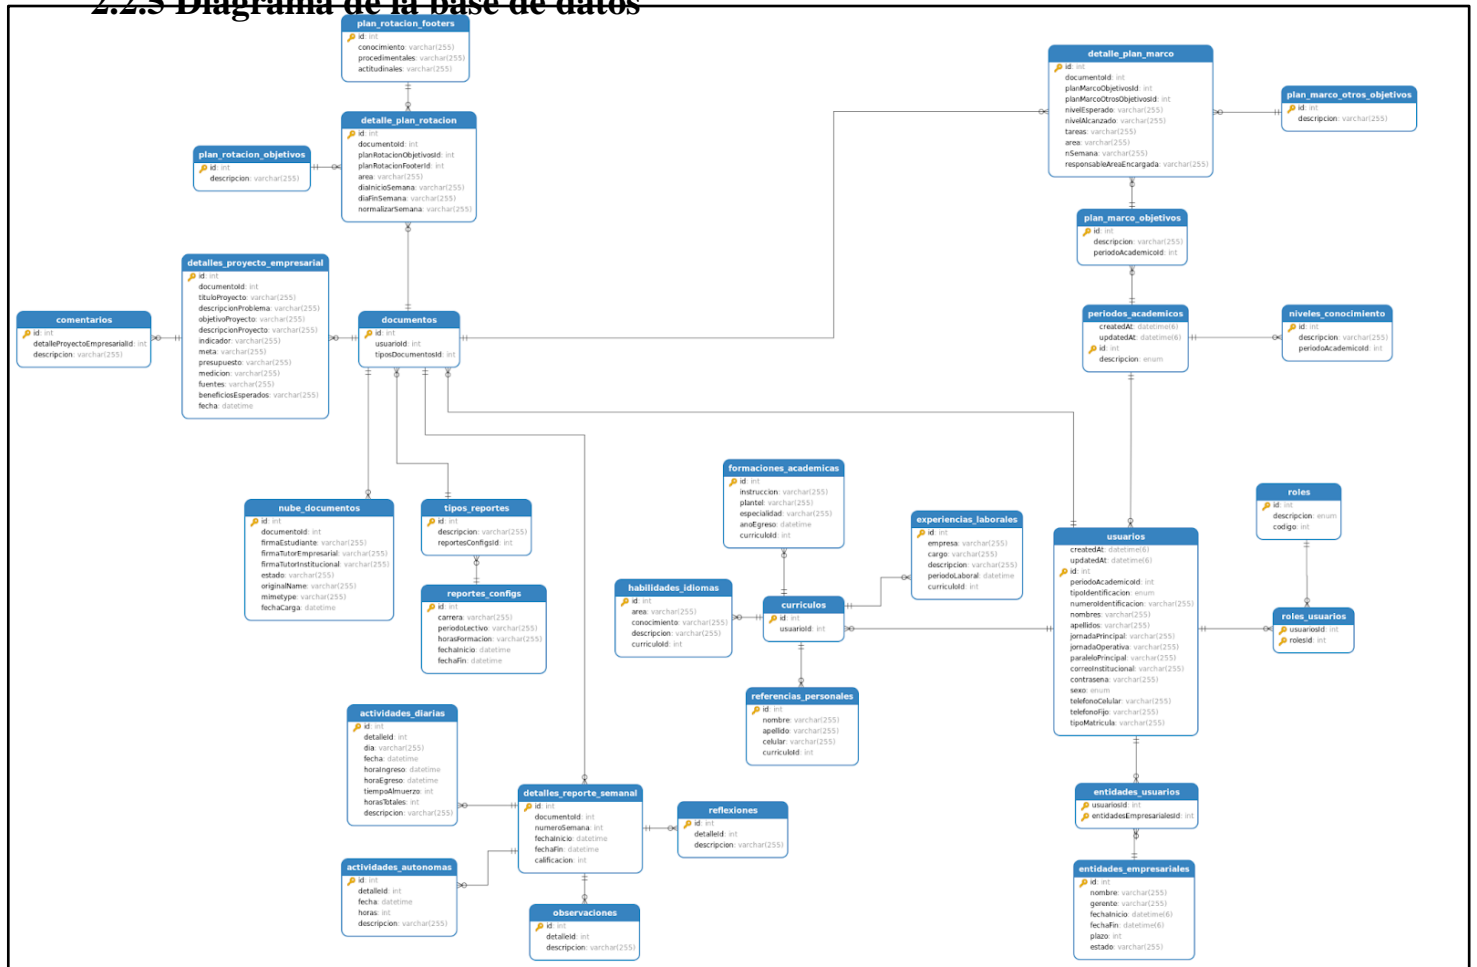 2.2.5 Diagrama de la base de datos
plan_rotacion_footers
id: int
conocimiento: varchar(255)
procedimentales: varchar(255)
actitudinales: varchar(255)
detalle_plan_rotacion
id: int
documentoId: int
planRotacionObjetivosId: int
planRotacionFooterId: int
area: varchar(255)
diaInicioSemana: varchar(255)
diaFinSemana: varchar(255)
normalizarSemana: varchar(255)
plan_rotacion_objetivos
id: int
descripcion: varchar(255)
detalle_plan_marco
id: int
documentoId: int
planMarcoObjetivosId: int
planMarcoOtrosObjetivosId: int
nivelEsperado: varchar(255)
nivelAlcanzado: varchar(255)
tareas: varchar(255)
area: varchar(255)
nSemana: varchar(255)
responsableAreaEncargada: varchar(255)
plan_marco_otros_objetivos
id: int
descripcion: varchar(255)
plan_marco_objetivos
id: int
descripcion: varchar(255)
periodoAcademicoId: int
detalles_proyecto_empresarial
id: int
documentoId: int
tituloProyecto: varchar(255)
descripcionProblema: varchar(255)
objetivoProyecto: varchar(255)
descripcionProyecto: varchar(255)
indicador: varchar(255)
meta: varchar(255)
presupuesto: varchar(255)
medicion: varchar(255)
fuentes: varchar(255)
beneficiosEsperados: varchar(255)
fecha: datetime
comentarios
id: int
detalleProyectoEmpresarialId: int
descripcion: varchar(255)
documentos
id: int
usuarioId: int
tiposDocumentosId: int
periodos_academicos
createdAt: datetime(6)
updatedAt: datetime(6)
id: int
descripcion: enum
niveles_conocimiento
id: int
descripcion: varchar(255)
periodoAcademicoId: int
nube_documentos
id: int
documentoId: int
firmaEstudiante: varchar(255)
firmaTutorEmpresarial: varchar(255)
firmaTutorInstitucional: varchar(255)
estado: varchar(255)
originalName: varchar(255)
mimetype: varchar(255)
fechaCarga: datetime
tipos_reportes
id: int
descripcion: varchar(255)
reportesConfigsId: int
reportes_configs
id: int
carrera: varchar(255)
periodoLectivo: varchar(255)
horasFormacion: varchar(255)
fechaInicio: datetime
fechaFin: datetime
formaciones_academicas
id: int
instruccion: varchar(255)
plantel: varchar(255)
especialidad: varchar(255)
anoEgreso: datetime
curriculoId: int
experiencias_laborales
id: int
empresa: varchar(255)
cargo: varchar(255)
descripcion: varchar(255)
periodoLaboral: datetime
curriculoId: int
habilidades_idiomas
id: int
area: varchar(255)
conocimiento: varchar(255)
descripcion: varchar(255)
curriculoId: int
curriculos
id: int
usuarioId: int
referencias_personales
id: int
nombre: varchar(255)
apellido: varchar(255)
celular: varchar(255)
curriculoId: int
usuarios
createdAt: datetime(6)
updatedAt: datetime(6)
id: int
periodoAcademicoId: int
tipoIdentificacion: enum
numeroIdentificacion: varchar(255)
nombres: varchar(255)
apellidos: varchar(255)
jornadaPrincipal: varchar(255)
jornadaOperativa: varchar(255)
paraleloPrincipal: varchar(255)
correoInstitucional: varchar(255)
contrasena: varchar(255)
sexo: enum
telefonoCelular: varchar(255)
telefonoFijo: varchar(255)
tipoMatricula: varchar(255)
roles
id: int
descripcion: enum
codigo: int
roles_usuarios
usuariosId: int
rolesId: int
actividades_diarias
id: int
detalleId: int
dia: varchar(255)
fecha: datetime
horaIngreso: datetime
horaEgreso: datetime
tiempoAlmuerzo: int
horasTotales: int
descripcion: varchar(255)
detalles_reporte_semanal
id: int
documentoId: int
numeroSemana: int
fechaInicio: datetime
fechaFin: datetime
calificacion: int
reflexiones
id: int
detalleId: int
descripcion: varchar(255)
actividades_autonomas
id: int
detalleId: int
fecha: datetime
horas: int
descripcion: varchar(255)
observaciones
id: int
detalleId: int
descripcion: varchar(255)
entidades_usuarios
usuariosId: int
entidadesEmpresarialesId: int
entidades_empresariales
id: int
nombre: varchar(255)
gerente: varchar(255)
fechaInicio: datetime(6)
fechaFin: datetime(6)
plazo: int
estado: varchar(255)